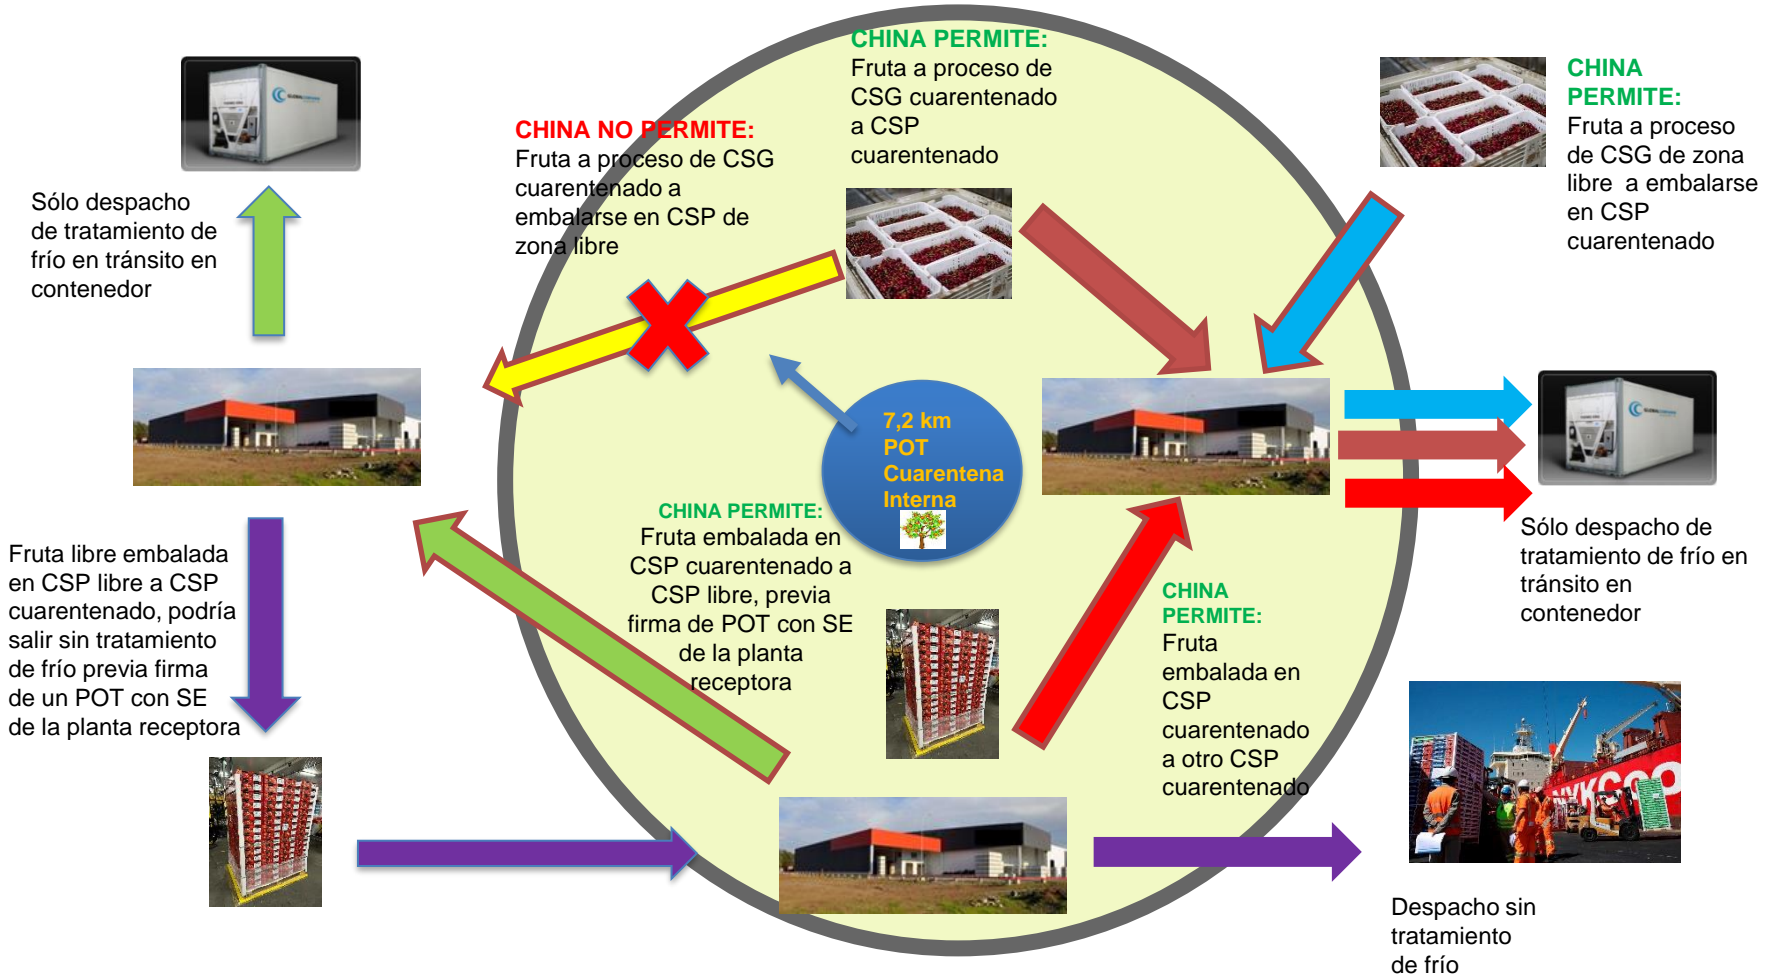 CHINA PERMITE:
Fruta a proceso de
CSG cuarentenado
a CSP
cuarentenado
CHINA NO PERMITE:
Fruta a proceso de CSG
cuarentenado a
embalarse en CSP de
zona libre
CHINA
PERMITE:
Fruta a proceso
de CSG de zona
libre a embalarse
en CSP
cuarentenado
Sólo despacho
de tratamiento de
frío en tránsito en
contenedor
7,2 km
POT
Cuarentena
Interna
CHINA PERMITE:
Fruta embalada en
CSP cuarentenado a
CSP libre, previa
firma de POT con SE
de la planta
receptora
Sólo despacho de
tratamiento de frío en
tránsito en
contenedor
Fruta libre embalada
en CSP libre a CSP
cuarentenado, podría
salir sin tratamiento
de frío previa firma
de un POT con SE
de la planta receptora
CHINA
PERMITE:
Fruta
embalada en
CSP
cuarentenado
a otro CSP
cuarentenado
NYKCOO
Despacho sin
tratamiento
de frío